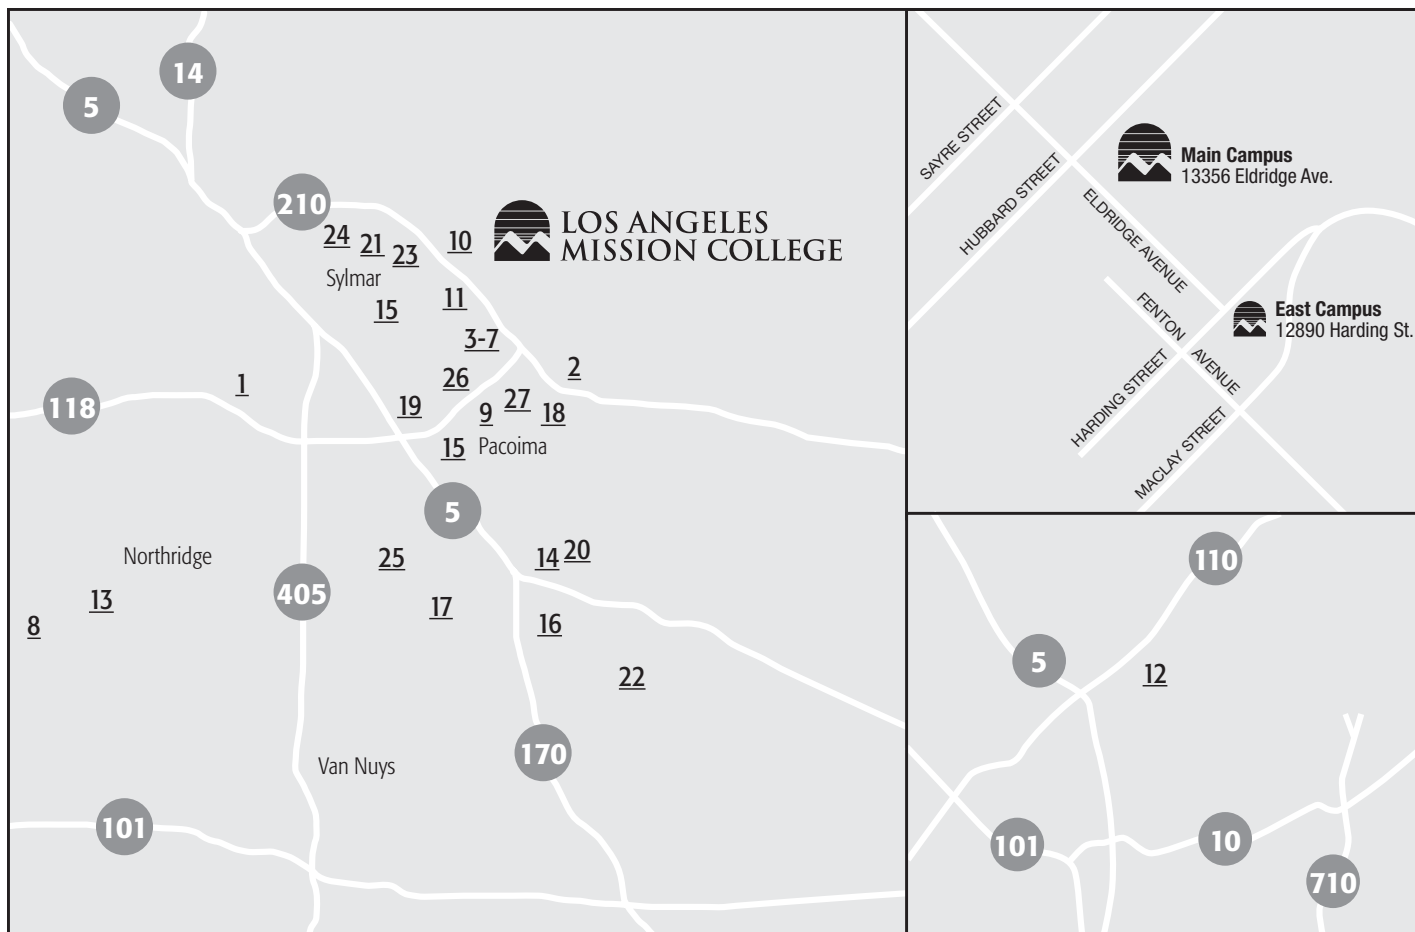 14
5
210
24
21
23
10
LOS ANGELES
MISSION COLLEGE
Sylmar
15
11
3-7
2
1
26
118
19
9
27
18
15
Pacoima
5
Northridge
25
14
20
13
405
17
8
16
22
170
Van Nuys
101
SAYRE STREET
HUBBARD STREET
Main Campus
13356 Eldridge Ave.
ELDRIDGE AVENUE
FENTON AVENUE
East Campus
12890 Harding St.
HARDING STREET
MACLAY STREET
110
5
12
101
10
710